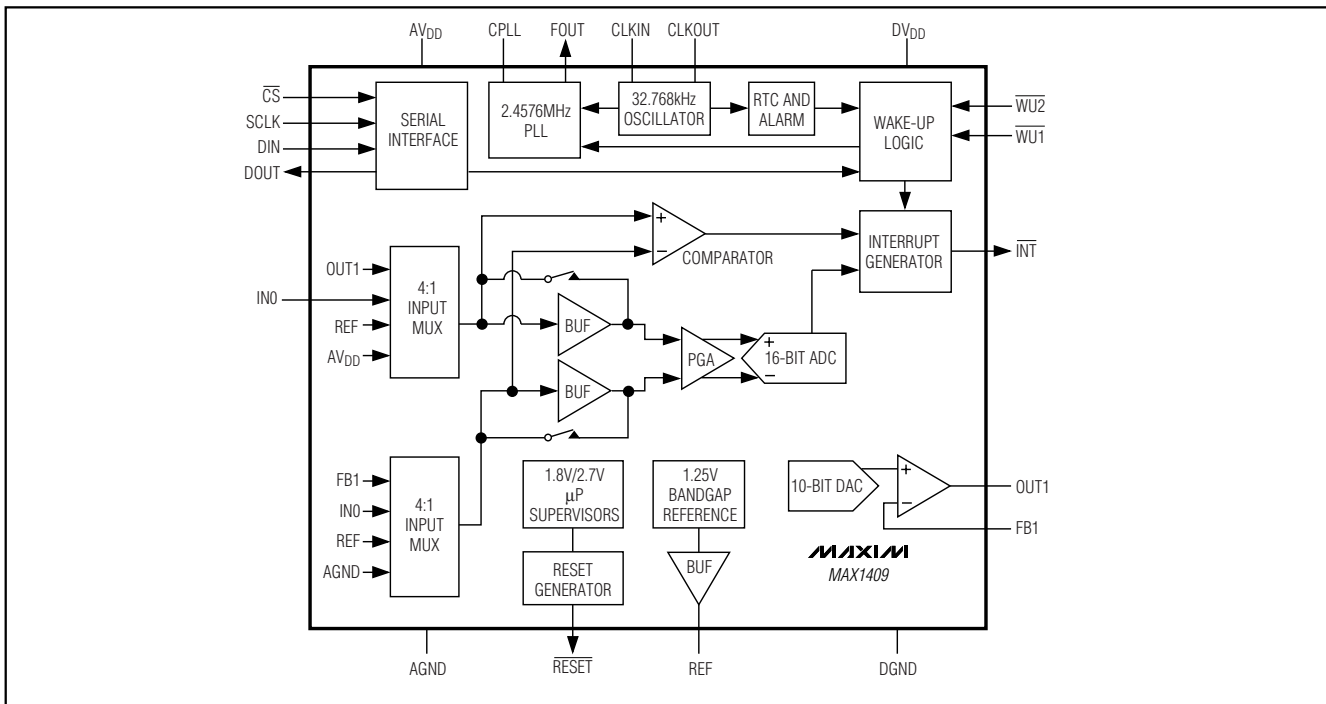 AVDD
CPLL
FOUT
CLKIN
CLKOUT
DVDD
CS
SCLK
DIN
DOUT
SERIAL
INTERFACE
2.4576MHz
PLL
32.768kHz
OSCILLATOR
RTC AND
ALARM
WAKE-UP
LOGIC
WU2
WU1
+
−
COMPARATOR
INTERRUPT
GENERATOR
INT
OUT1
IN0
REF
AVDD
4:1
INPUT
MUX
BUF
BUF
PGA
+
−
16-BIT ADC
FB1
IN0
REF
AGND
4:1
INPUT
MUX
1.8V/2.7V
µP
SUPERVISORS
RESET
GENERATOR
1.25V
BANDGAP
REFERENCE
BUF
10-BIT DAC
+
−
OUT1
FB1
MAXIM
MAX1409
AGND
RESET
REF
DGND